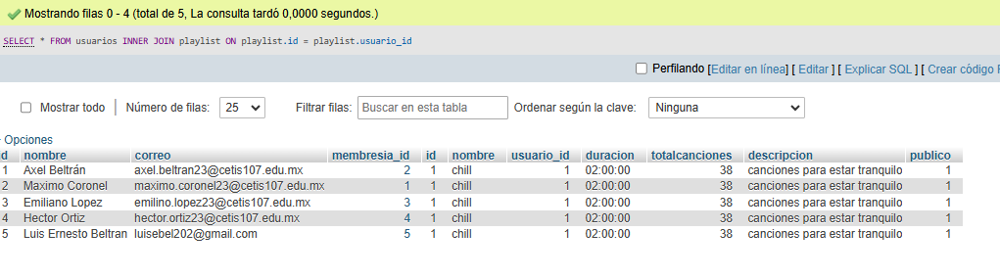 Mostrando filas 0 - 4 (total de 5, La consulta tardó 0,0000 segundos.)
SELECT * FROM usuarios INNER JOIN playlist ON playlist.id = playlist.usuario_id
Perfilando [Editar en línea] [ Editar ] [ Explicar SQL ] [ Crear código
Mostrar todo Número de filas: 25 Filtrar filas: Buscar en esta tabla Ordenar según la clave: Ninguna
Opciones
id nombre correo membresia_id id nombre usuario_id duracion totalcanciones descripcion publico
1 Axel Beltrán axel.beltran23@cetis107.edu.mx 2 1 chill 1 02:00:00 38 canciones para estar tranquilo 1
2 Maximo Coronel maximo.coronel23@cetis107.edu.mx 1 1 chill 1 02:00:00 38 canciones para estar tranquilo 1
3 Emiliano Lopez emilino.lopez23@cetis107.edu.mx 3 1 chill 1 02:00:00 38 canciones para estar tranquilo 1
4 Hector Ortiz hector.ortiz23@cetis107.edu.mx 4 1 chill 1 02:00:00 38 canciones para estar tranquilo 1
5 Luis Ernesto Beltran luisebel202@gmail.com 5 1 chill 1 02:00:00 38 canciones para estar tranquilo 1